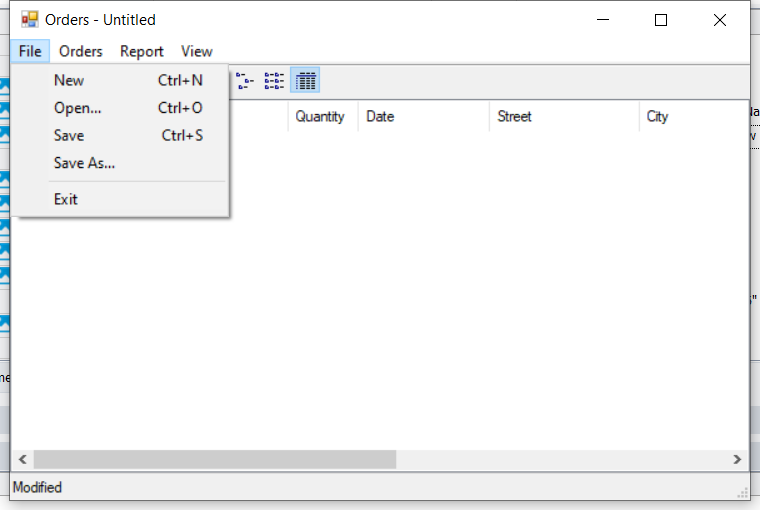 Orders - Untitled
File Orders Report View
New Ctrl+N
Open... Ctrl+O
Save Ctrl+S
Save As...
Exit
Quantity Date Street City
Modified